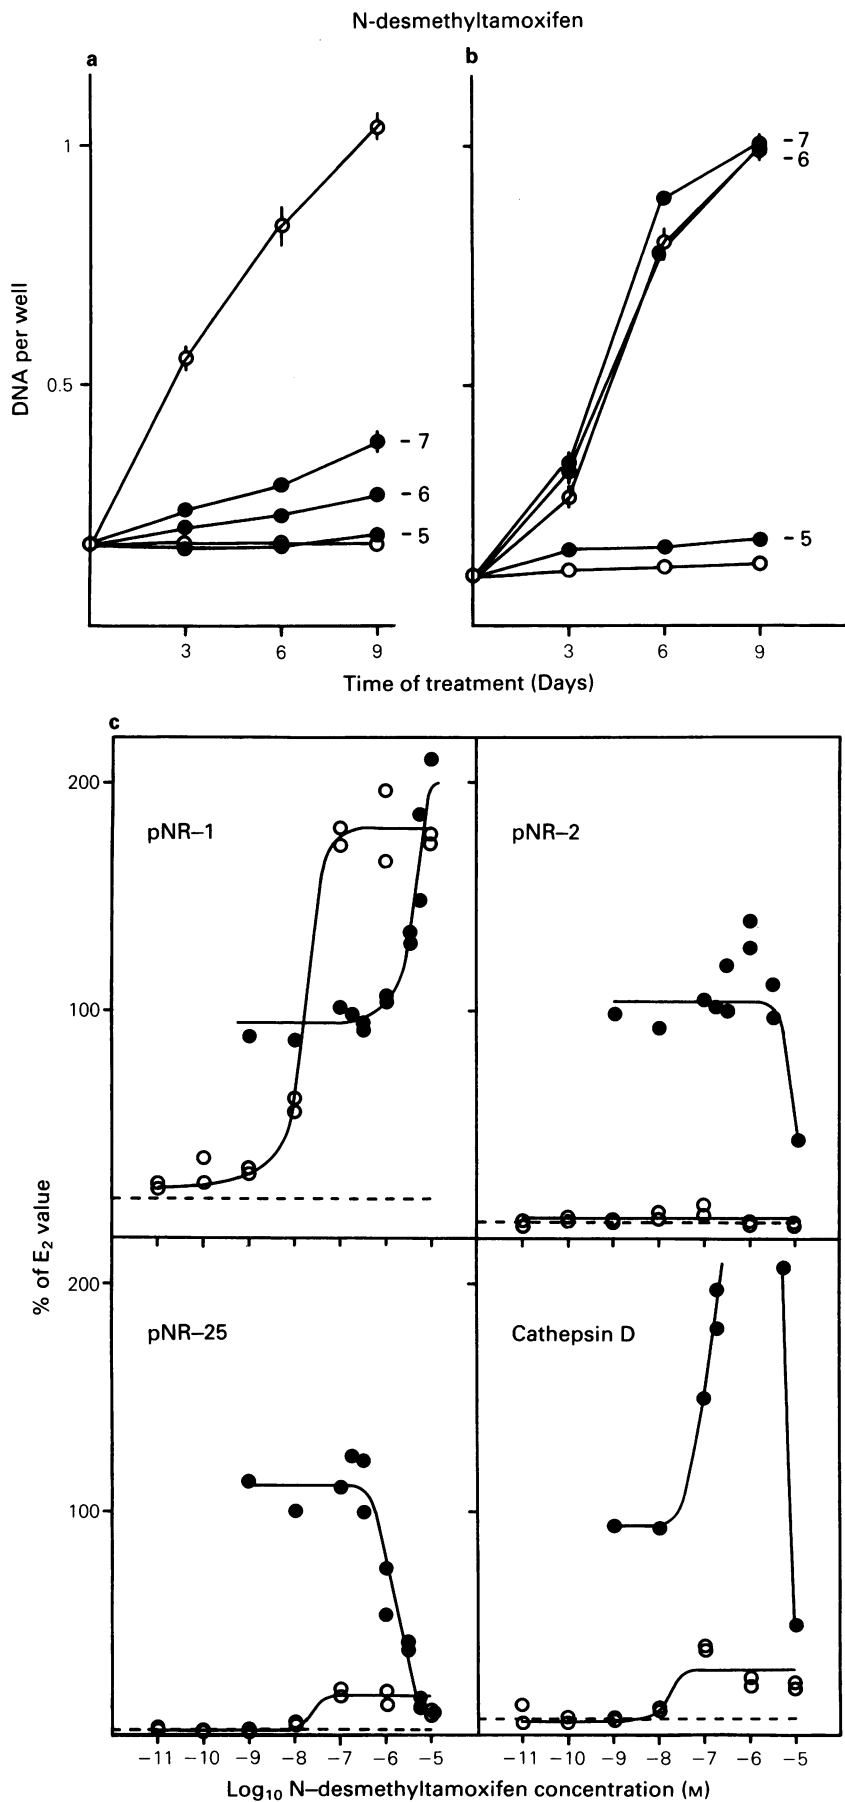 N-desmethyltamoxifen
a
b
1
0.5
DNA per well
-7
-6
-5
-7
-6
-5
3 6 9
3 6 9
Time of treatment (Days)
c
200
100
pNR–1
pNR–2
% of E₂ value
200
100
pNR–25
Cathepsin D
−11 −10 −9 −8 −7 −6 −5
−11 −10 −9 −8 −7 −6 −5
Log₁₀ N–desmethyltamoxifen concentration (M)